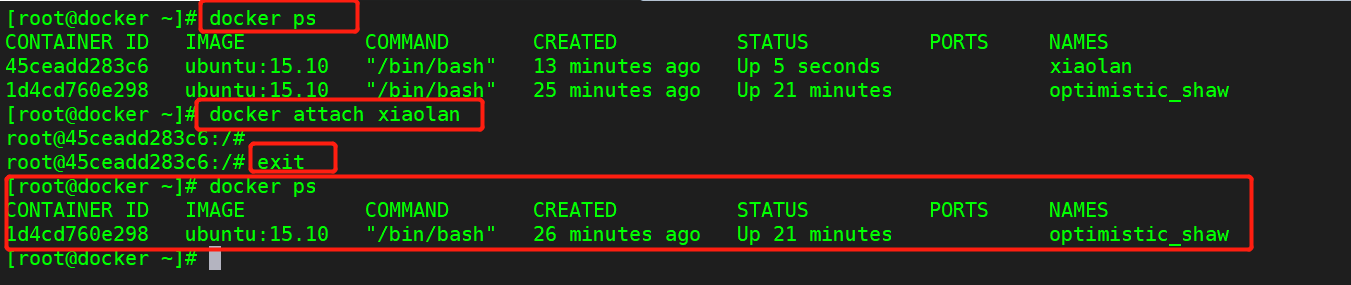 [root@docker ~]# docker ps
CONTAINER ID   IMAGE          COMMAND       CREATED          STATUS          PORTS     NAMES
45ceadd283c6   ubuntu:15.10   "/bin/bash"   13 minutes ago   Up 5 seconds              xiaolan
1d4cd760e298   ubuntu:15.10   "/bin/bash"   25 minutes ago   Up 21 minutes             optimistic_shaw
[root@docker ~]# docker attach xiaolan
root@45ceadd283c6:/#
root@45ceadd283c6:/# exit
[root@docker ~]# docker ps
CONTAINER ID   IMAGE          COMMAND       CREATED          STATUS          PORTS     NAMES
1d4cd760e298   ubuntu:15.10   "/bin/bash"   26 minutes ago   Up 21 minutes             optimistic_shaw
[root@docker ~]#